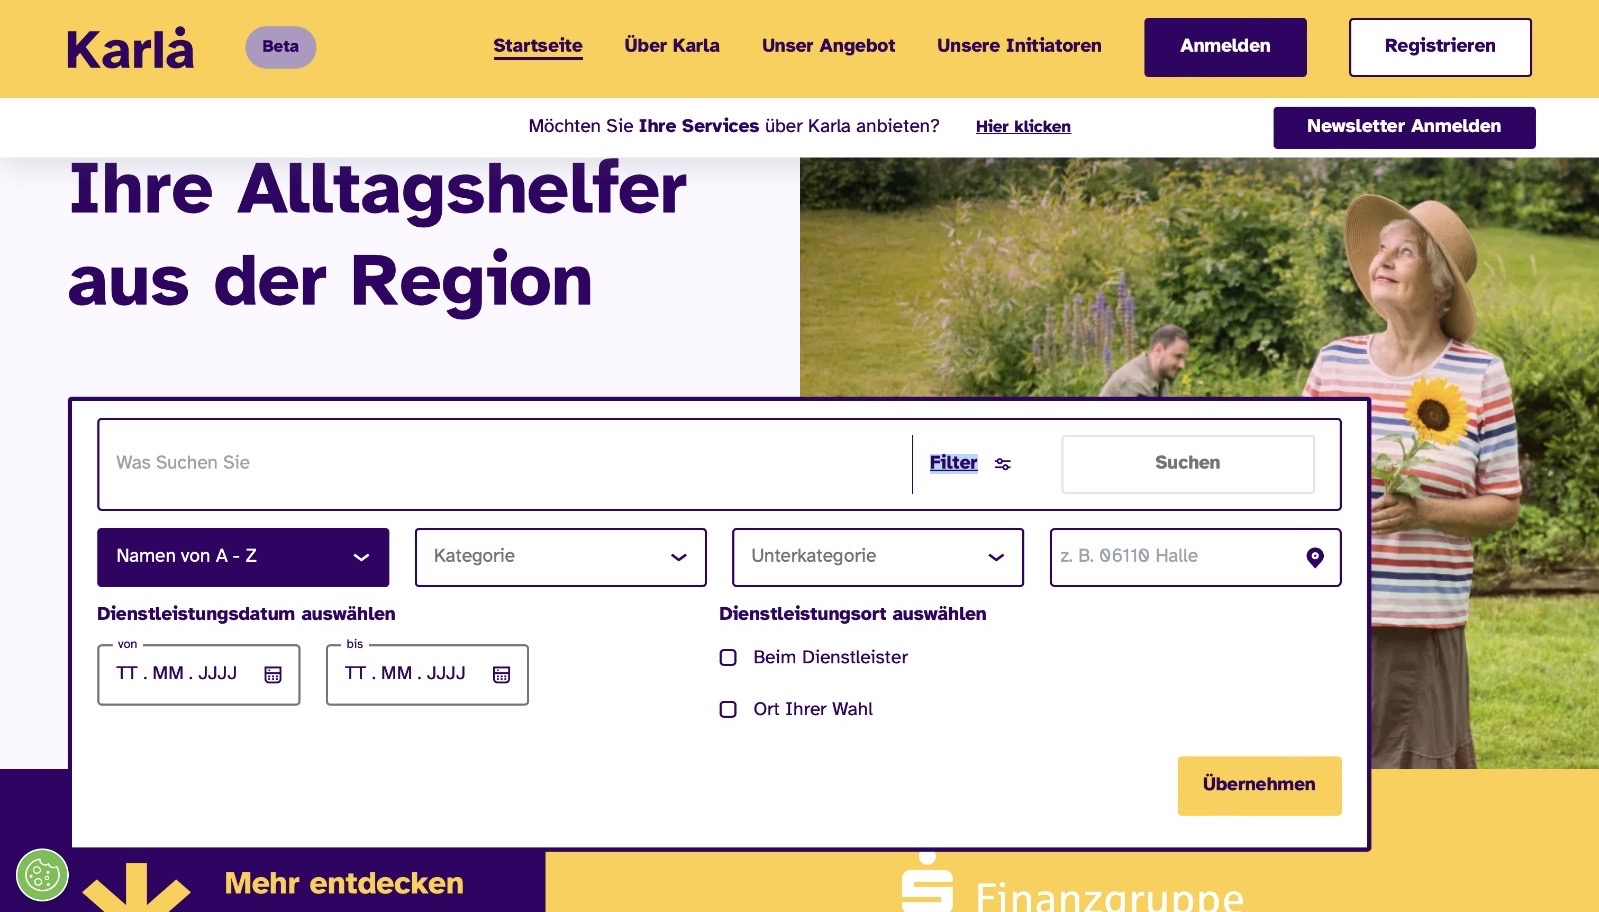 Karlå
Beta
Startseite
Über Karla
Unser Angebot
Unsere Initiatoren
Anmelden
Registrieren
Möchten Sie Ihre Services über Karla anbieten?
Hier klicken
Newsletter Anmelden
Ihre Alltagshelfer
aus der Region
Was Suchen Sie
Filter
Suchen
Namen von A - Z
Kategorie
Unterkategorie
z. B. 06110 Halle
Dienstleistungsdatum auswählen
Dienstleistungsort auswählen
von
bis
TT . MM . JJJJ
TT . MM . JJJJ
Beim Dienstleister
Ort Ihrer Wahl
Übernehmen
Mehr entdecken
Finanzgruppe